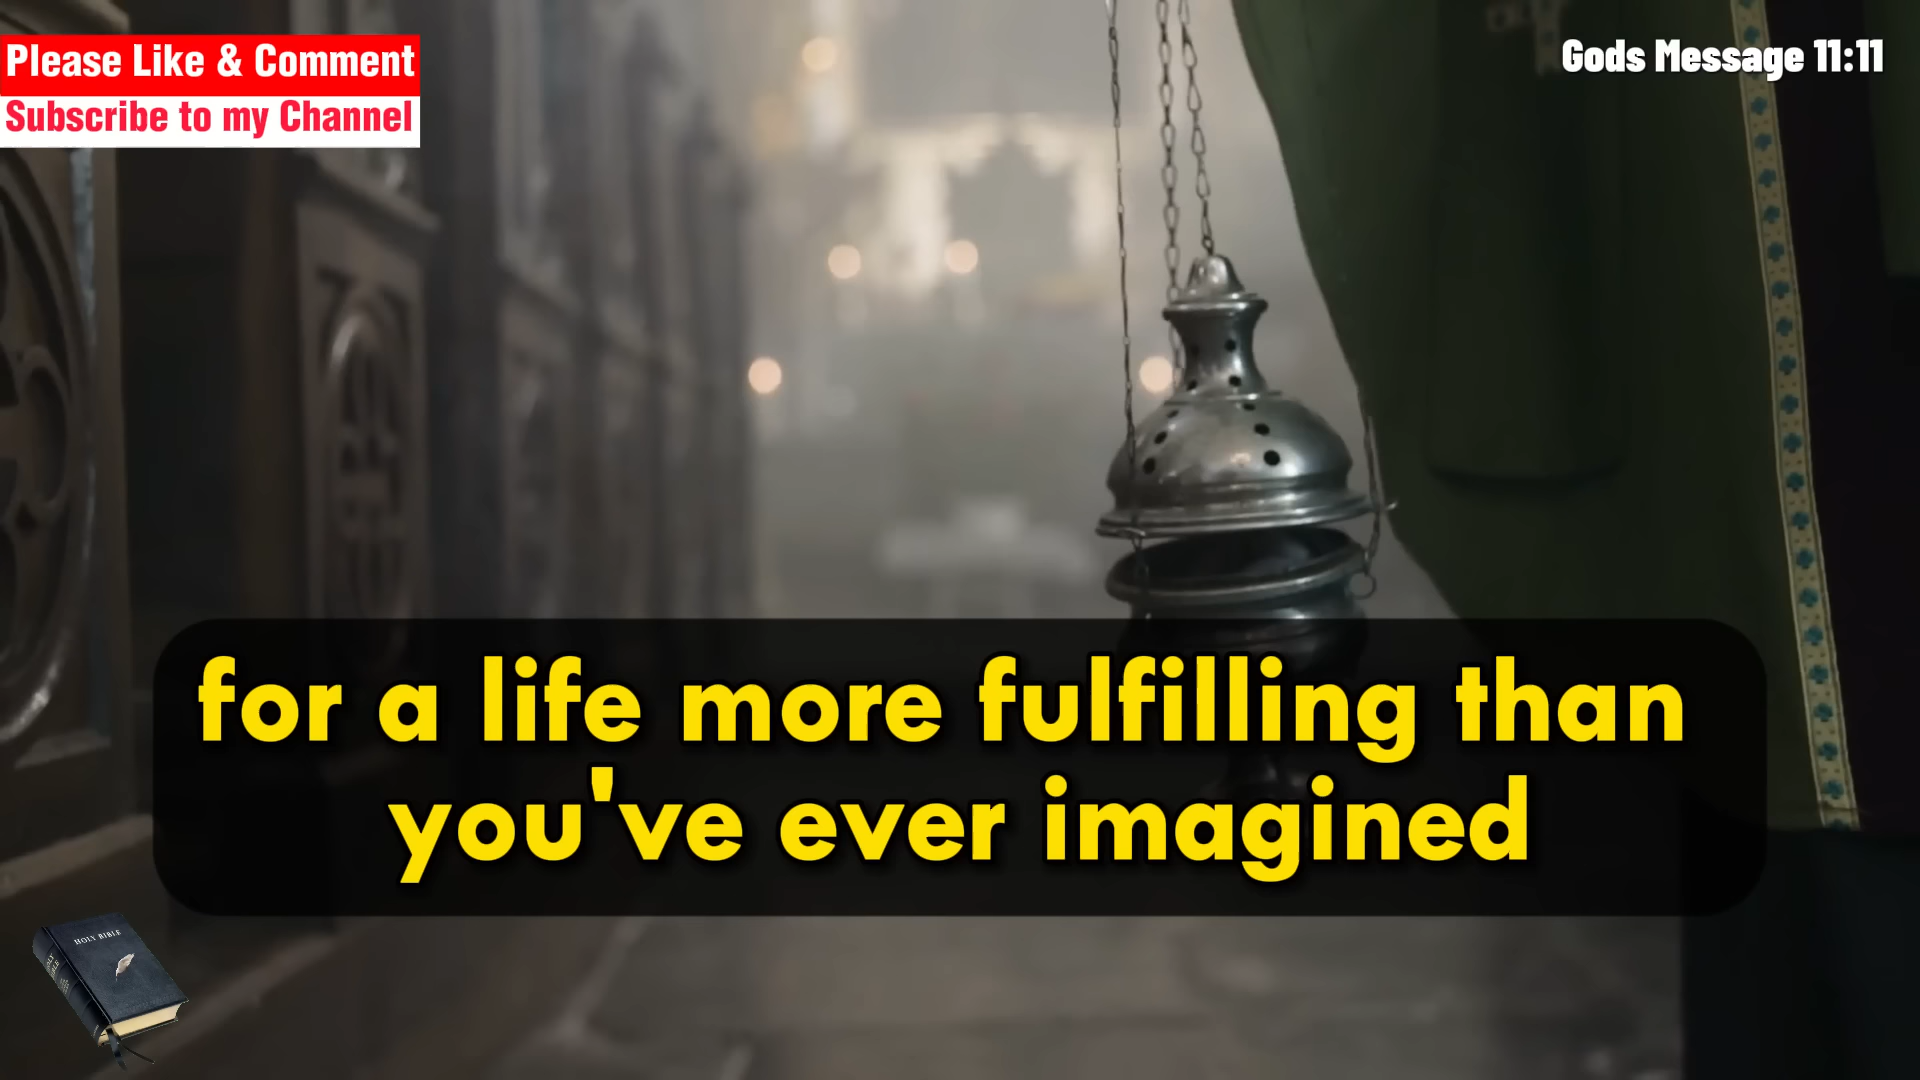 Please Like & Comment
Subscribe to my Channel
Gods Message 11:11
for a life more fulfilling than
you've ever imagined
HOLY BIBLE